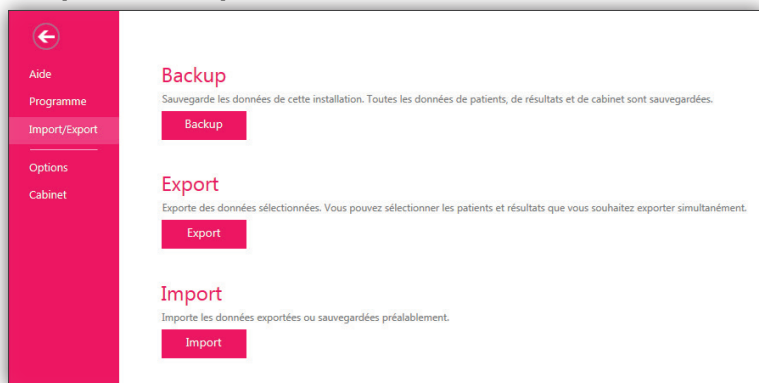 Aide
Programme
Import/Export
Options
Cabinet
Backup
Sauvegarde les données de cette installation. Toutes les données de patients, de résultats et de cabinet sont sauvegardées.
Backup
Export
Exporte des données sélectionnées. Vous pouvez sélectionner les patients et résultats que vous souhaitez exporter simultanément.
Export
Import
Importe les données exportées ou sauvegardées préalablement.
Import